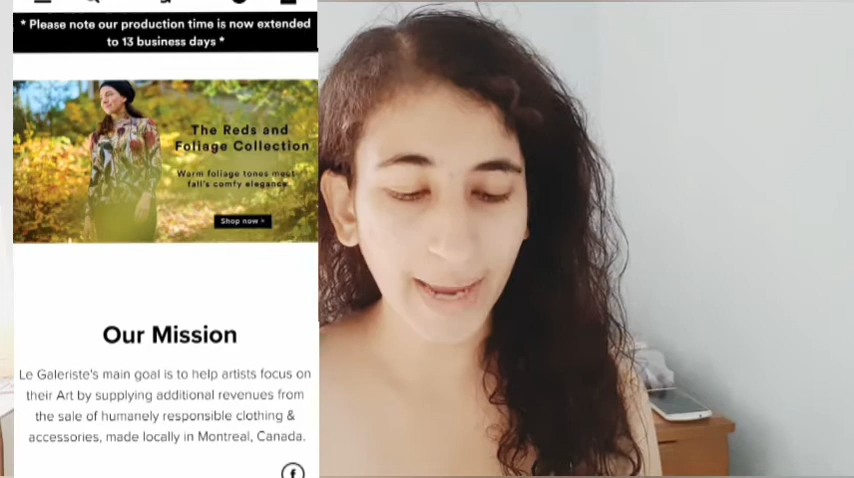 * Please note our production time is now extended
to 13 business days *
The Reds and
Foliage Collection
Warm foliage tones meet
fall's comfy elegance.
Shop now >
Our Mission
Le Galeriste's main goal is to help artists focus on
their Art by supplying additional revenues from
the sale of humanely responsible clothing &
accessories, made locally in Montreal, Canada.
f